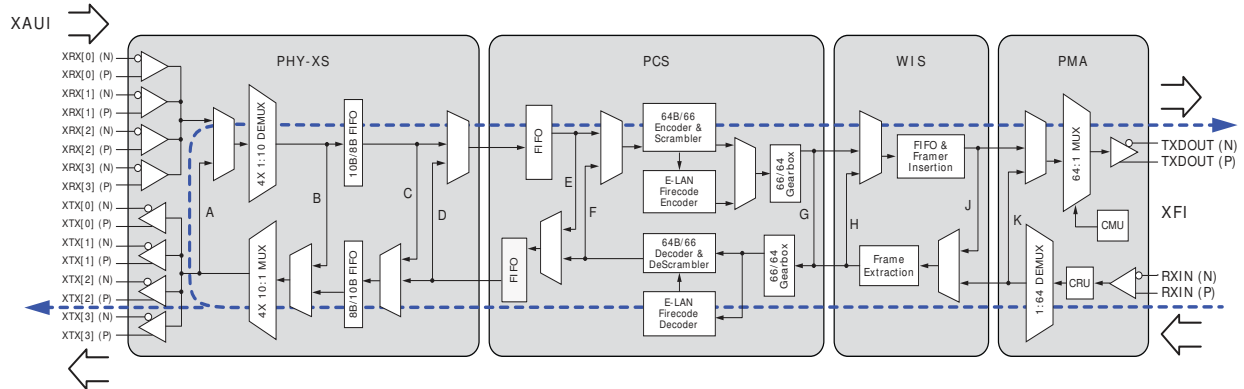 XAUI
PHY-XS
PCS
WIS
PMA
XRX[0] (N)
XRX[0] (P)
XRX[1] (N)
XRX[1] (P)
XRX[2] (N)
XRX[2] (P)
XRX[3] (N)
XRX[3] (P)
XTX[0] (N)
XTX[0] (P)
XTX[1] (N)
XTX[1] (P)
XTX[2] (N)
XTX[2] (P)
XTX[3] (N)
XTX[3] (P)
A
4X 1:10 DEMUX
4X 10:1 MUX
B
10B/8B FIFO
8B/10B FIFO
C
D
FIFO
FIFO
E
F
64B/66
Encoder &
Scrambler
E-LAN
Firecode
Encoder
64B/66
Decoder &
DeScrambler
E-LAN
Firecode
Decoder
66/64
Gearbox
66/64
Gearbox
G
H
FIFO &
Framer
Insertion
Frame
Extraction
J
K
64:1 MUX
1:64 DEMUX
CMU
CRU
TXDOUT (N)
TXDOUT (P)
XFI
RXIN (N)
RXIN (P)